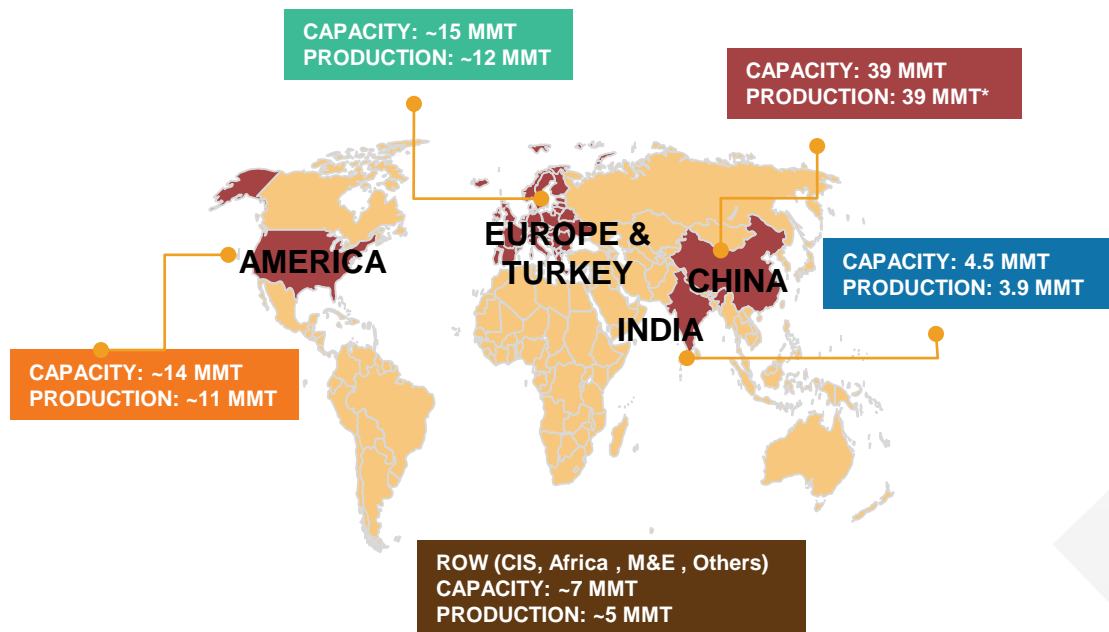 CAPACITY: ~15 MMT
PRODUCTION: ~12 MMT
CAPACITY: 39 MMT
PRODUCTION: 39 MMT*
EUROPE &
TURKEY
AMERICA
CHINA
CAPACITY: 4.5 MMT
PRODUCTION: 3.9 MMT
INDIA
CAPACITY: ~14 MMT
PRODUCTION: ~11 MMT
ROW (CIS, Africa , M&E , Others)
CAPACITY: ~7 MMT
PRODUCTION: ~5 MMT